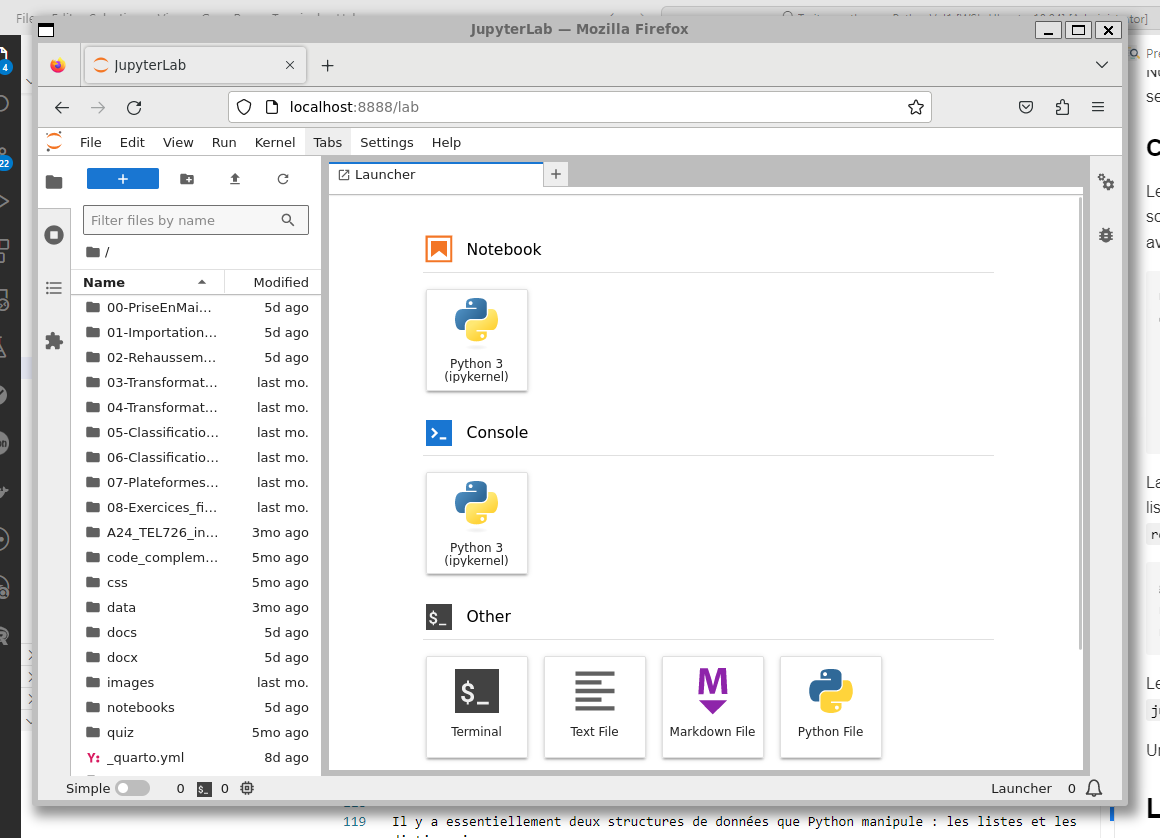 JupyterLab — Mozilla Firefox
JupyterLab
localhost:8888/lab
File Edit View Run Kernel Tabs Settings Help
Launcher
Filter files by name
/
Name Modified
00-PriseEnMai... 5d ago
01-Importation... 5d ago
02-Rehaussem... 5d ago
03-Transformat... last mo.
04-Transformat... last mo.
05-Classificatio... last mo.
06-Classificatio... last mo.
07-Plateformes... last mo.
08-Exercices_fi... last mo.
A24_TEL726_in... 3mo ago
code_complem... 5mo ago
css 5mo ago
data 3mo ago
docs 5d ago
docx 5d ago
images last mo.
notebooks 5d ago
quiz 5mo ago
Y: _quarto.yml 8d ago
Notebook
Python 3
(ipykernel)
Console
Python 3
(ipykernel)
$_ Other
$_
Terminal
Text File
M
Markdown File
Python File
Simple 0 $_ 0
Launcher 0
4
22
119 Il y a essentiellement deux structures de données que Python manipule : les listes et les